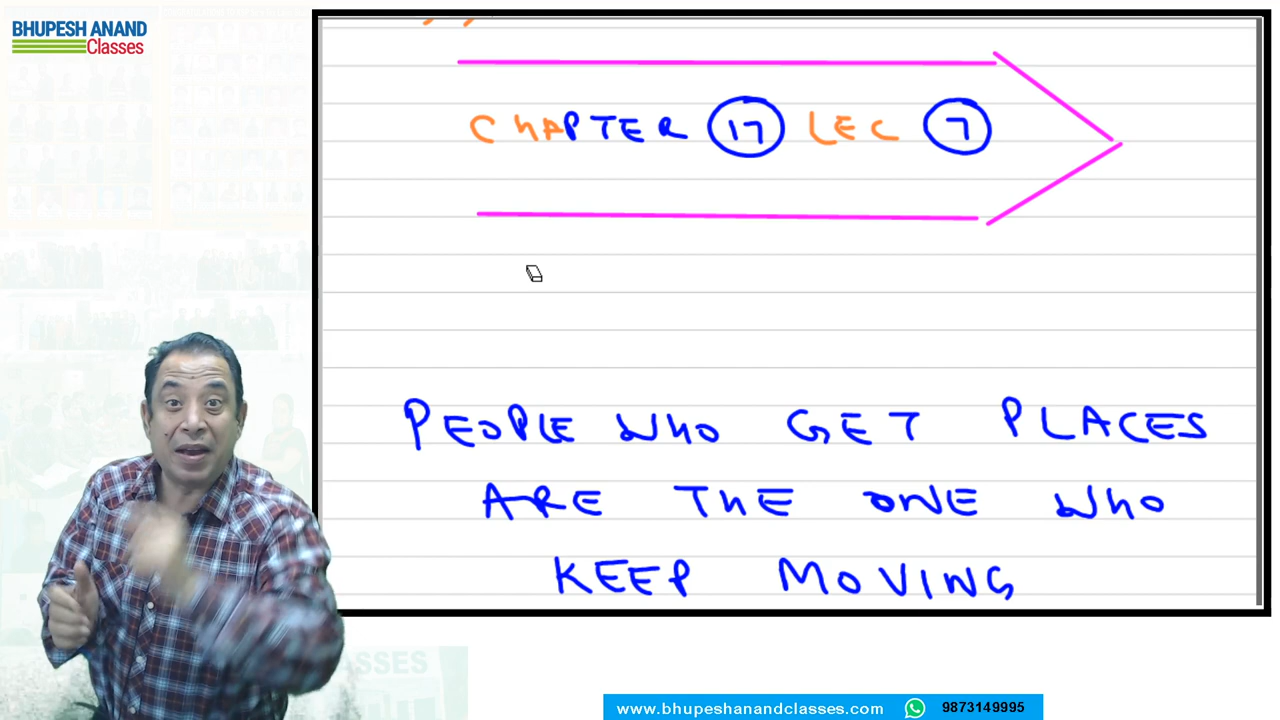 BHUPESH ANAND
Classes
CHAPTER 17 LEC 7
PEOPLE WHO GET PLACES
ARE THE ONE WHO
KEEP MOVING
www.bhupeshanandclasses.com 9873149995